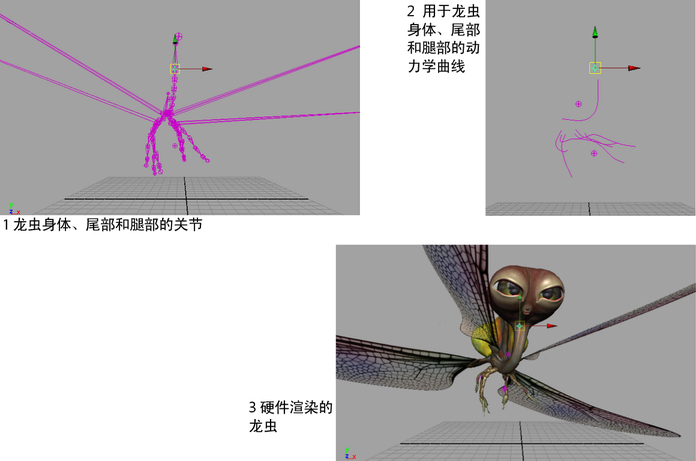 2 用于龙虫
身体、尾部
和腿部的动
力学曲线
1 龙虫身体、尾部和腿部的关节
3 硬件渲染的
龙虫